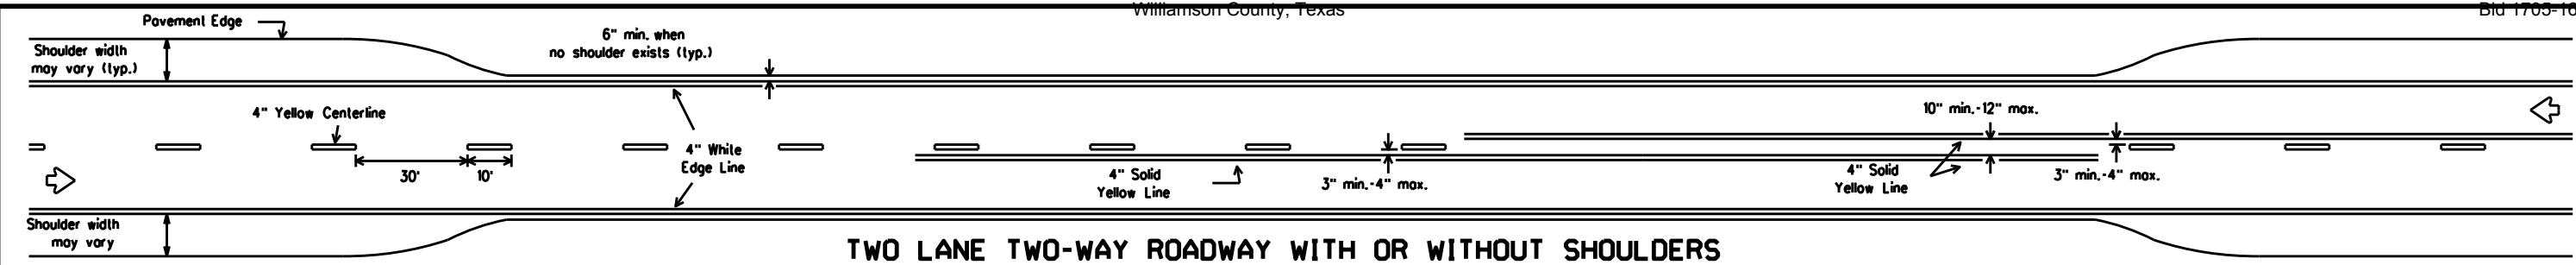 Williamson County, Texas
Bid 1705-16
Pavement Edge
Shoulder width
may vary (typ.)
6" min. when
no shoulder exists (typ.)
4" Yellow Centerline
30'
10'
4" White
Edge Line
4" Solid
Yellow Line
3" min.-4" max.
10" min.-12" max.
4" Solid
Yellow Line
3" min.-4" max.
Shoulder width
may vary
TWO LANE TWO-WAY ROADWAY WITH OR WITHOUT SHOULDERS